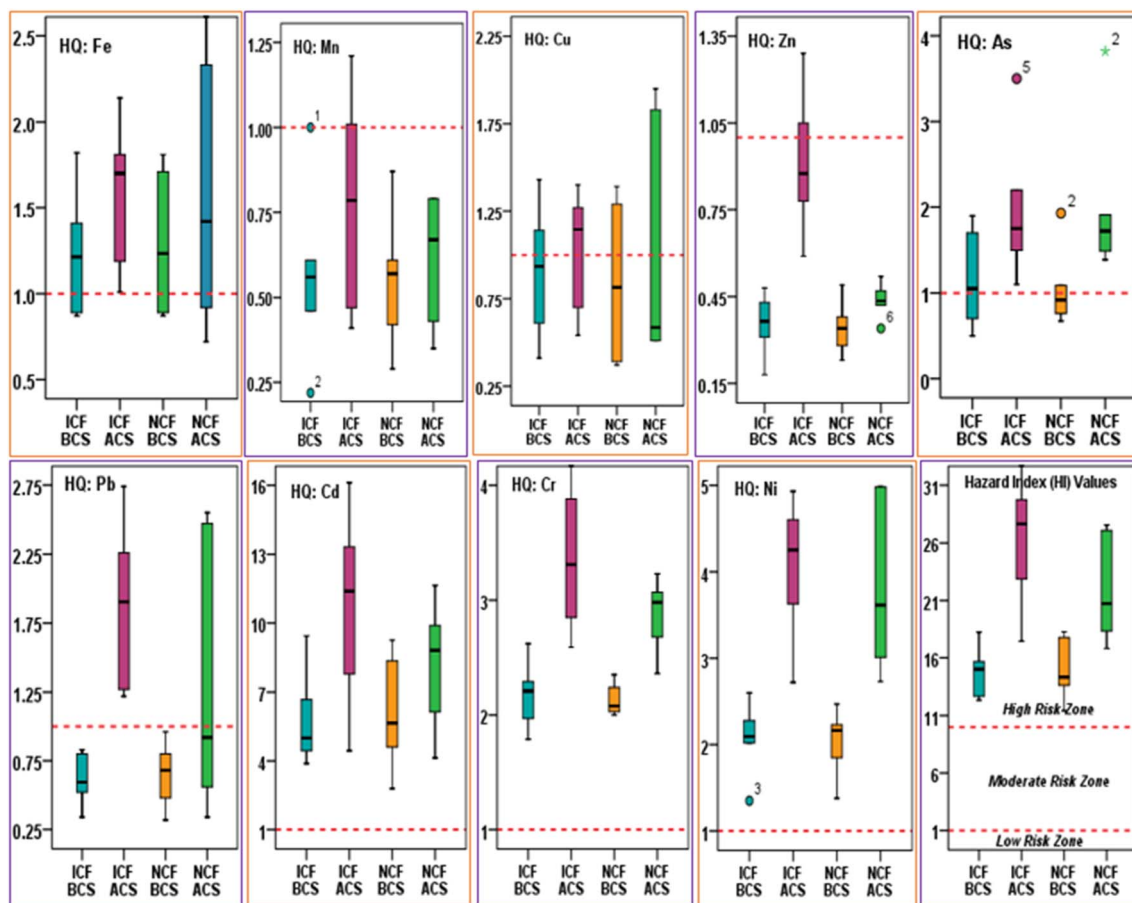 HQ: Fe
2.5
2.0
1.5
1.0
0.5
ICF BCS
ICF ACS
NCF BCS
NCF ACS
HQ: Mn
1.25
1.00
0.75
0.50
0.25
1
2
ICF BCS
ICF ACS
NCF BCS
NCF ACS
HQ: Cu
2.25
1.75
1.25
0.75
0.25
ICF BCS
ICF ACS
NCF BCS
NCF ACS
HQ: Zn
1.35
1.05
0.75
0.45
0.15
6
ICF BCS
ICF ACS
NCF BCS
NCF ACS
HQ: As
4
3
2
1
0
5
2
2
ICF BCS
ICF ACS
NCF BCS
NCF ACS
HQ: Pb
2.75
2.25
1.75
1.25
0.75
0.25
ICF BCS
ICF ACS
NCF BCS
NCF ACS
HQ: Cd
16
13
10
7
4
1
ICF BCS
ICF ACS
NCF BCS
NCF ACS
HQ: Cr
4
3
2
1
ICF BCS
ICF ACS
NCF BCS
NCF ACS
HQ: Ni
5
4
3
2
1
3
ICF BCS
ICF ACS
NCF BCS
NCF ACS
Hazard Index (HI) Values
31
26
21
16
11
6
1
High Risk Zone
Moderate Risk Zone
Low Risk Zone
ICF BCS
ICF ACS
NCF BCS
NCF ACS